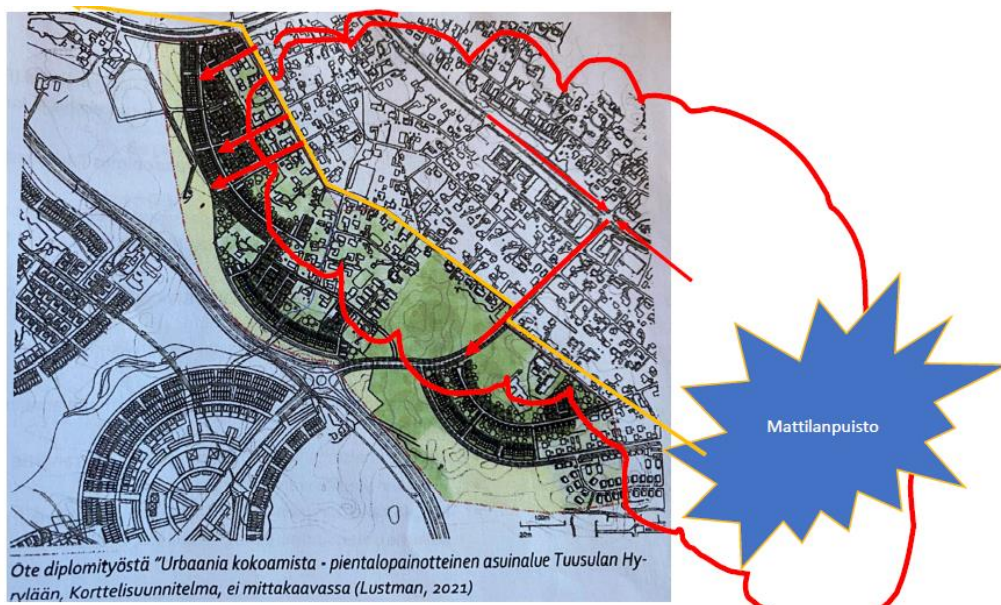 Mattilanpuisto
Ote diplomityöstä "Urbaania kokoamista - pientalopainotteinen asuinalue Tuusulan Hy-
rylään, Korttelisuunnitelma, ei mittakaavassa (Lustman, 2021)